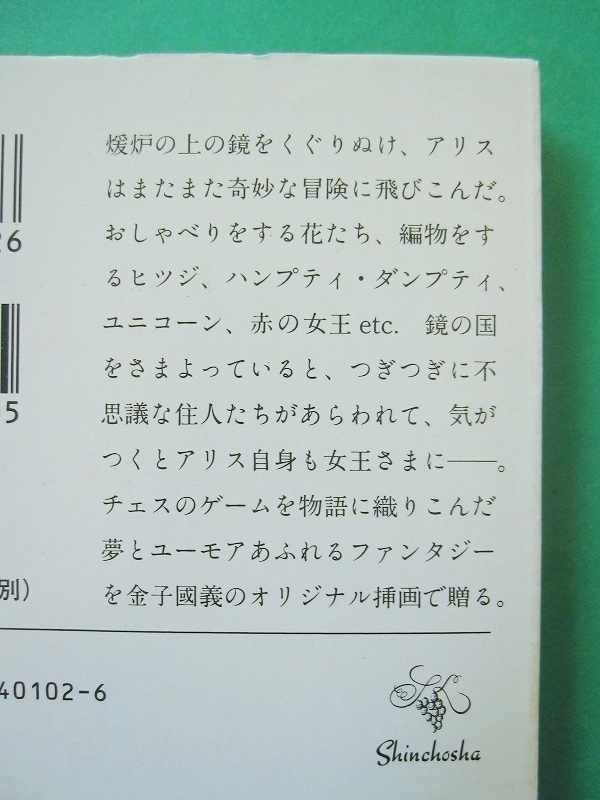 煖炉の上の鏡をくぐりぬけ、アリス
はまたまた奇妙な冒険に飛びこんだ。
おしゃべりをする花たち、編物をす
るヒツジ、ハンプティ・ダンプティ、
ユニコーン、赤の女王etc. 鏡の国
をさまよっていると、つぎつぎに不
思議な住人たちがあらわれて、気が
つくとアリス自身も女王さまに――。
チェスのゲームを物語に織りこんだ
夢とユーモアあふれるファンタジー
を金子國義のオリジナル挿画で贈る。
26
5
別)
40102-6
SK
Shinchosha